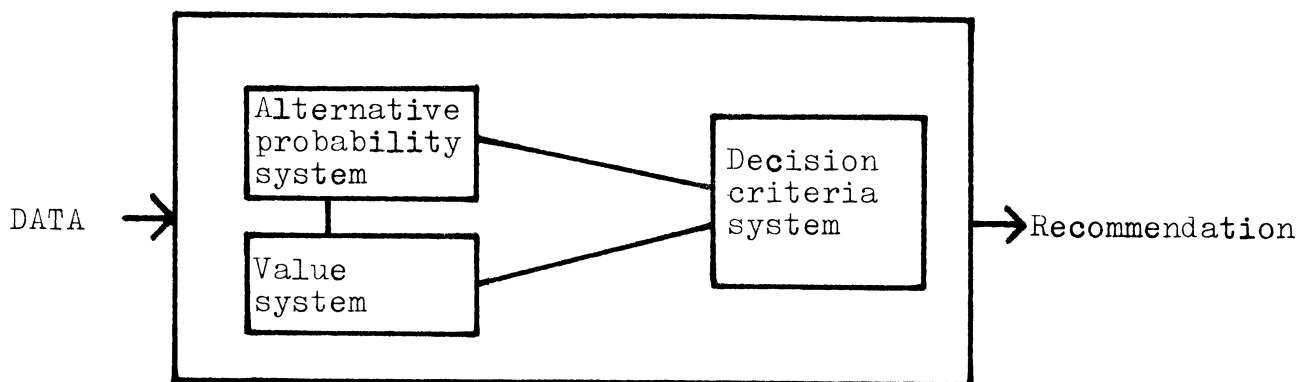 Alternative
probability
system
Decision
criteria
system
DATA
Value
system
Recommendation